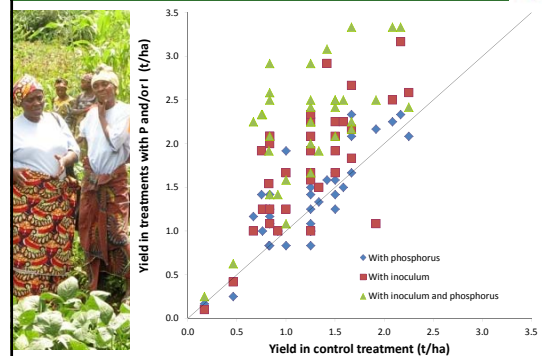 Yield in treatments with P and/or I (t/ha)
3.5
3.0
2.5
2.0
1.5
1.0
0.5
0.0
With phosphorus
With inoculum
With inoculum and phosphorus
0.0 0.5 1.0 1.5 2.0 2.5 3.0 3.5
Yield in control treatment (t/ha)